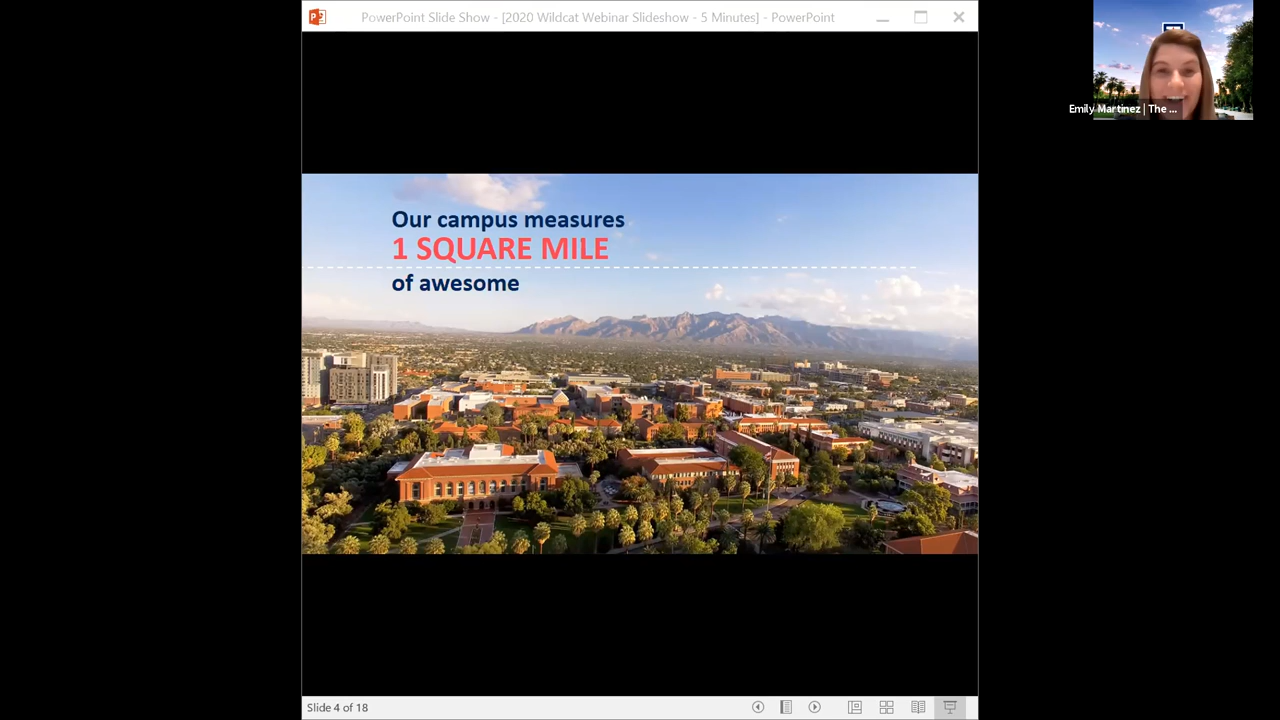 PowerPoint Slide Show - [2020 Wildcat Webinar Slideshow - 5 Minutes] - PowerPoint
Emily Martinez | The ...
Our campus measures
1 SQUARE MILE
of awesome
Slide 4 of 18